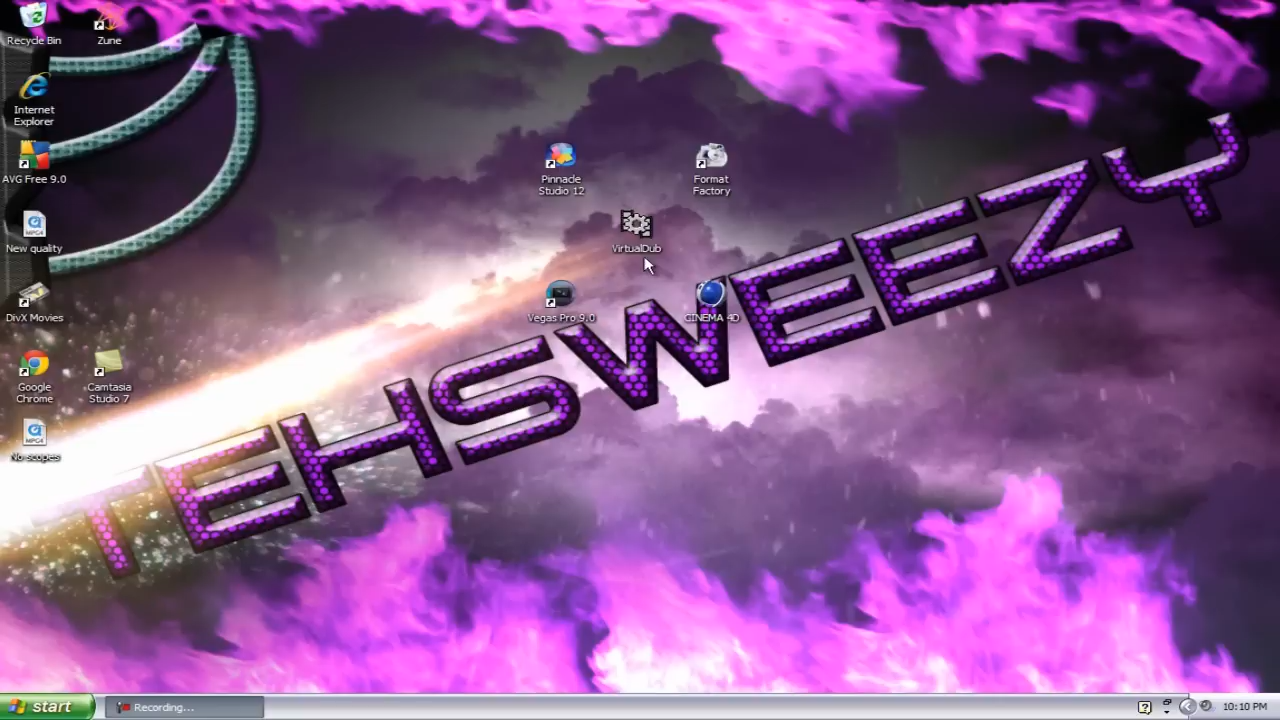 Recycle Bin
Zune
Internet
Explorer
AVG Free 9.0
MPG4
New quality
DivX Movies
Google
Chrome
Camtasia
Studio 7
MPG4
No scopes
Pinnacle
Studio 12
Format
Factory
VirtualDub
Vegas Pro 9.0
CINEMA 4D
TEHSWEEZY
start
Recording...
10:10 PM